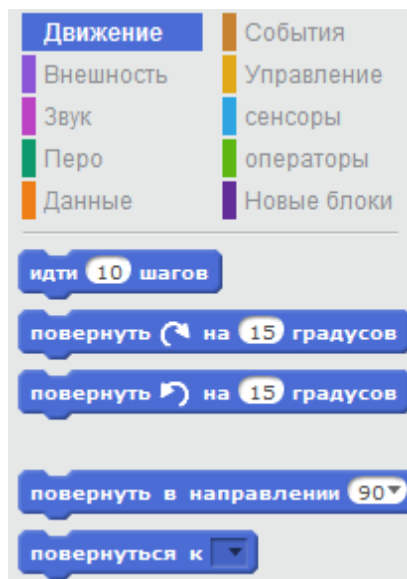 Движение События
Внешность Управление
Звук сенсоры
Перо операторы
Данные Новые блоки
идти 10 шагов
повернуть на 15 градусов
повернуть на 15 градусов
повернуть в направлении 90
повернуться к